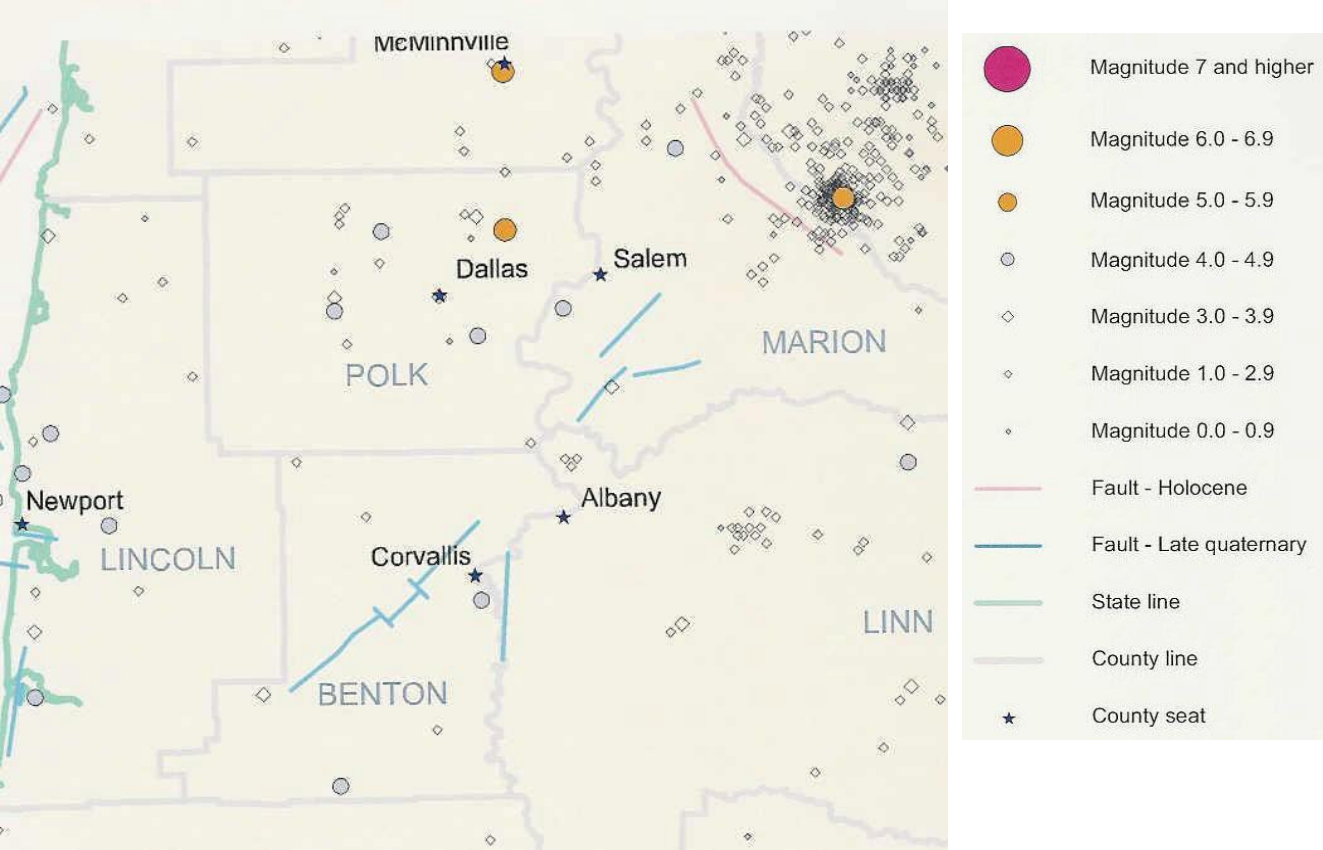 McMinnville
Salem
Dallas
MARION
POLK
Newport
Albany
Corvallis
LINCOLN
LINN
BENTON
Magnitude 7 and higher
Magnitude 6.0 - 6.9
Magnitude 5.0 - 5.9
Magnitude 4.0 - 4.9
Magnitude 3.0 - 3.9
Magnitude 1.0 - 2.9
Magnitude 0.0 - 0.9
Fault - Holocene
Fault - Late quaternary
State line
County line
County seat